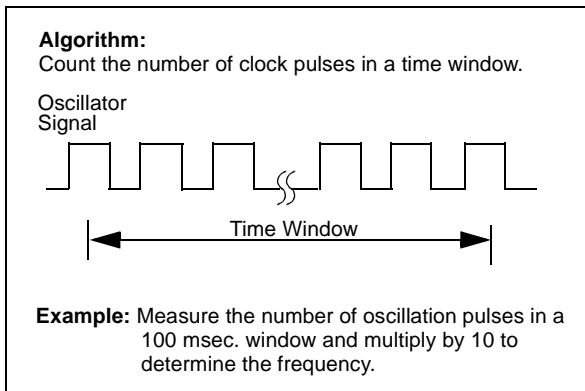 Algorithm:
Count the number of clock pulses in a time window.
Oscillator
Signal
Time Window
Example: Measure the number of oscillation pulses in a
100 msec. window and multiply by 10 to
determine the frequency.